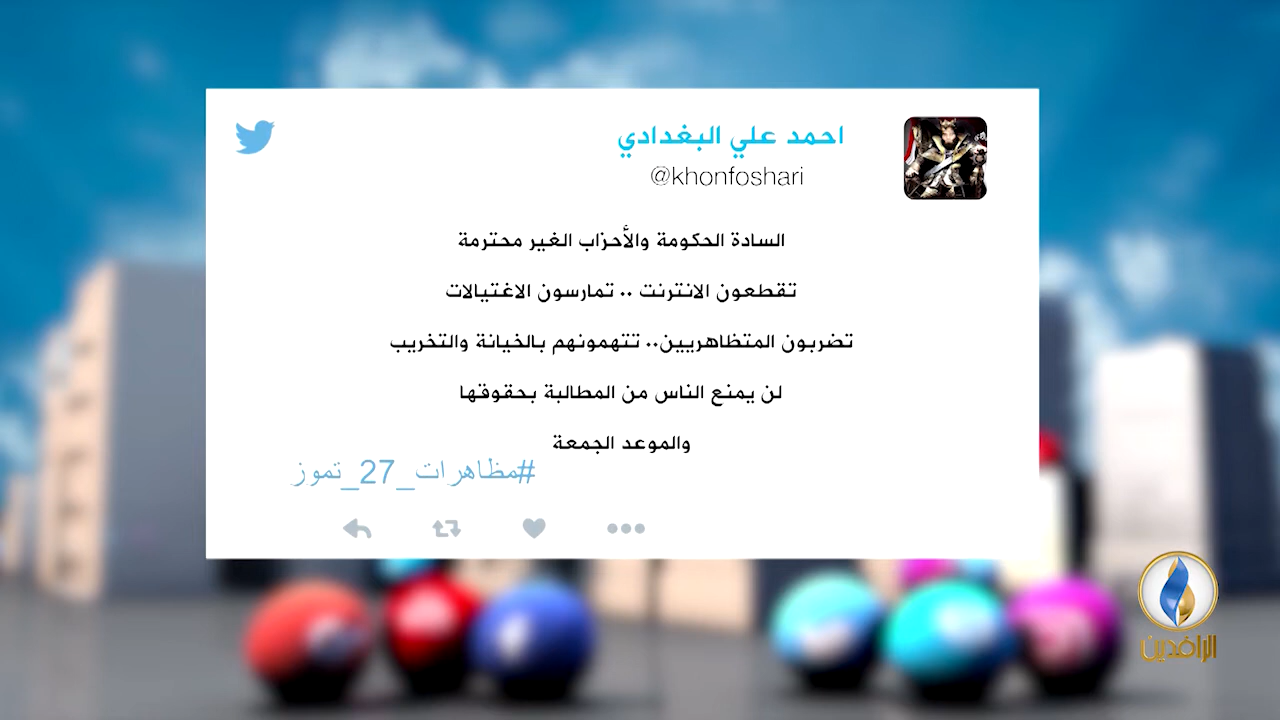 احمد علي البغدادي
@khonfoshari
السادة الحكومة والأحزاب الغير محترمة
تقطعون الانترنت .. تمارسون الاغتيالات
تضربون المتظاهريين.. تتهمونهم بالخيانة والتخريب
لن يمنع الناس من المطالبة بحقوقها
والموعد الجمعة
#مظاهرات_27_تموز
الرافدين